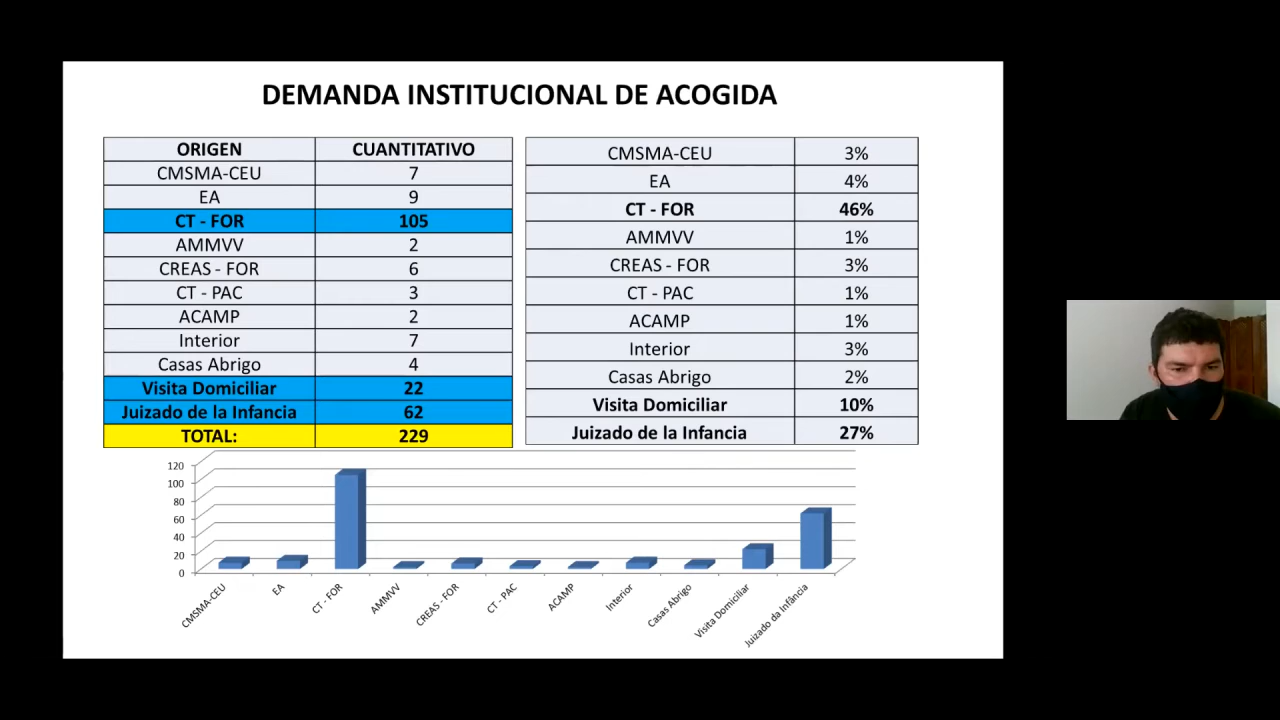 DEMANDA INSTITUCIONAL DE ACOGIDA
ORIGEN CUANTITATIVO
CMSMA-CEU 7
EA 9
CT - FOR 105
AMMVV 2
CREAS - FOR 6
CT - PAC 3
ACAMP 2
Interior 7
Casas Abrigo 4
Visita Domiciliar 22
Juizado de la Infancia 62
TOTAL: 229
CMSMA-CEU 3%
EA 4%
CT - FOR 46%
AMMVV 1%
CREAS - FOR 3%
CT - PAC 1%
ACAMP 1%
Interior 3%
Casas Abrigo 2%
Visita Domiciliar 10%
Juizado de la Infancia 27%
120
100
80
60
40
20
0
CMSMA-CEU
EA
CT - FOR
AMMVV
CREAS - FOR
CT - PAC
ACAMP
Interior
Casas Abrigo
Visita Domiciliar
Juizado da Infância